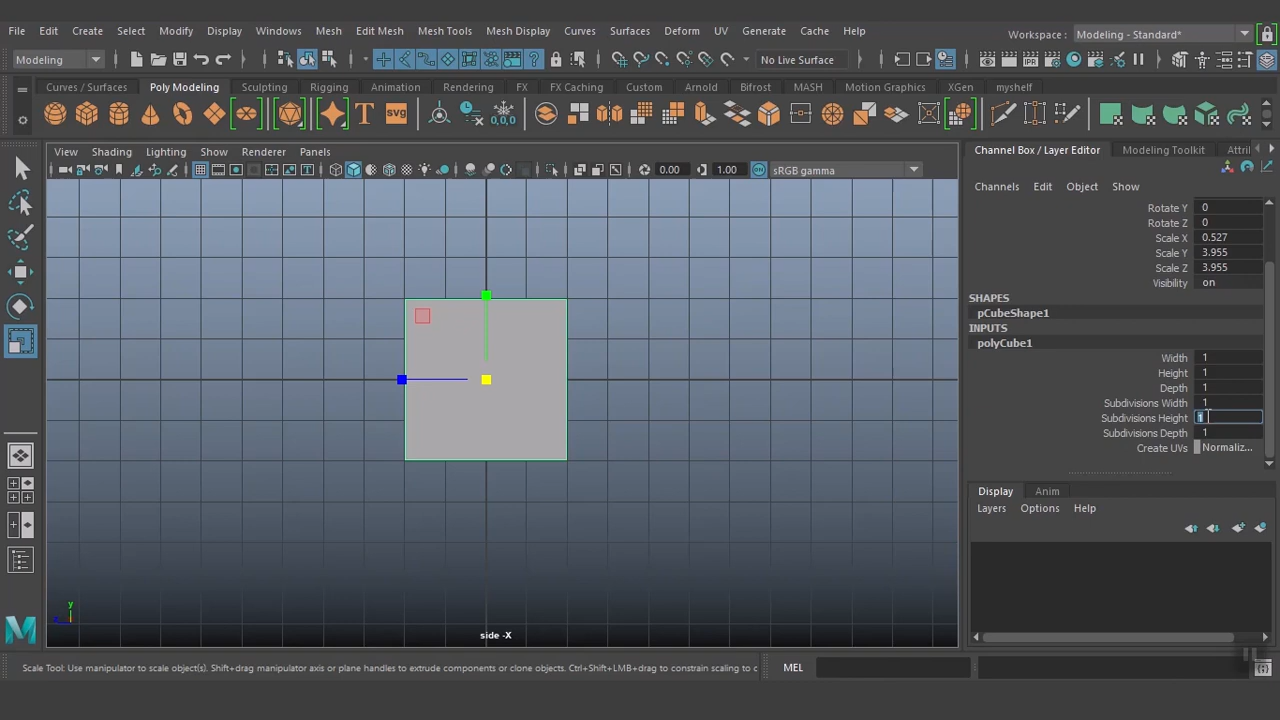 File Edit Create Select Modify Display Windows Mesh Edit Mesh Mesh Tools Mesh Display Curves Surfaces Deform UV Generate Cache Help Workspace : Modeling - Standard*
Modeling No Live Surface
Curves / Surfaces Poly Modeling Sculpting Rigging Animation Rendering FX FX Caching Custom Arnold Bifrost MASH Motion Graphics XGen myshelf
T SVG 0,0,0
View Shading Lighting Renderer Panels Channel Box / Layer Editor Modeling Toolkit Attri
0.00 1.00 ON sRGB gamma
Channels Edit Object Show
Rotate Y 0
Rotate Z 0
Scale X 0.527
Scale Y 3.955
Scale Z 3.955
Visibility on
SHAPES
pCubeShape1
INPUTS
polyCube1
Width 1
Height 1
Depth 1
Subdivisions Width 1
Subdivisions Height 1
Subdivisions Depth 1
Create UVs Normaliz...
Display Anim
Layers Options Help
y
side -X
Scale Tool: Use manipulator to scale object(s). Shift+drag manipulator axis or plane handles to extrude components or clone objects. Ctrl+Shift+LMB+drag to constrain scaling to c MEL